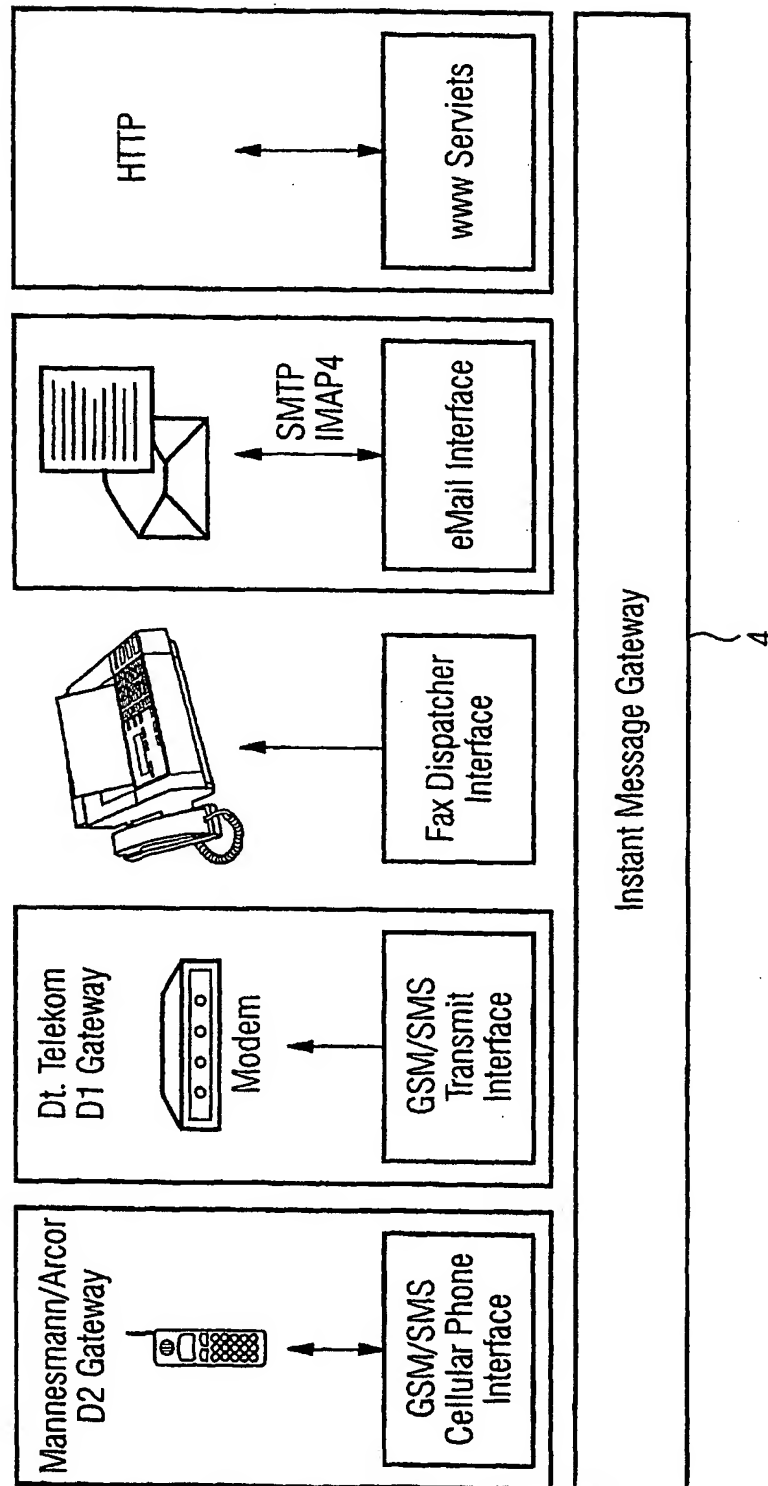 Mannesmann/Arcor
D2 Gateway
GSM/SMS
Cellular Phone
Interface
Dt. Telekom
D1 Gateway
Modem
GSM/SMS
Transmit
Interface
Fax Dispatcher
Interface
SMTP
IMAP4
eMail Interface
HTTP
www Serviets
Instant Message Gateway
4